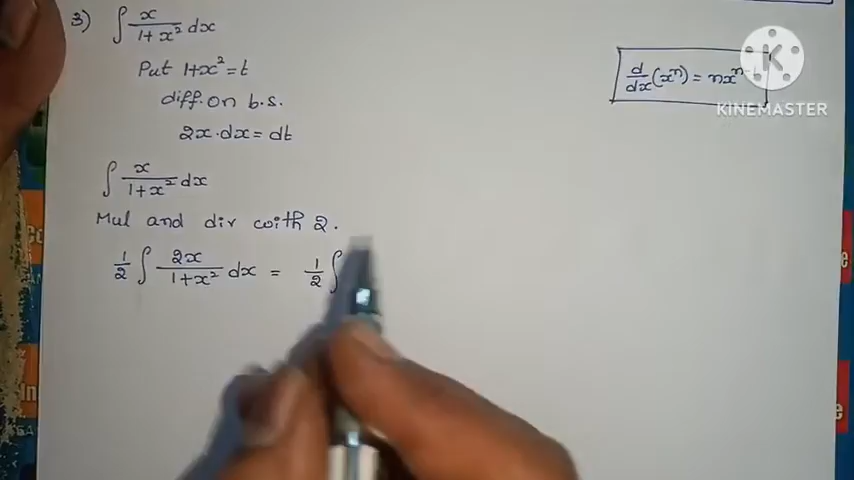 3) ∫ x/(1+x²) dx
Put 1+x²=t
diff. on b.s.
2x·dx = dt
∫ x/(1+x²) dx
Mul and div with 2.
1/2 ∫ 2x/(1+x²) dx = 1/2 ∫
d/dx (xⁿ) = nxⁿ
K
KINEMASTER